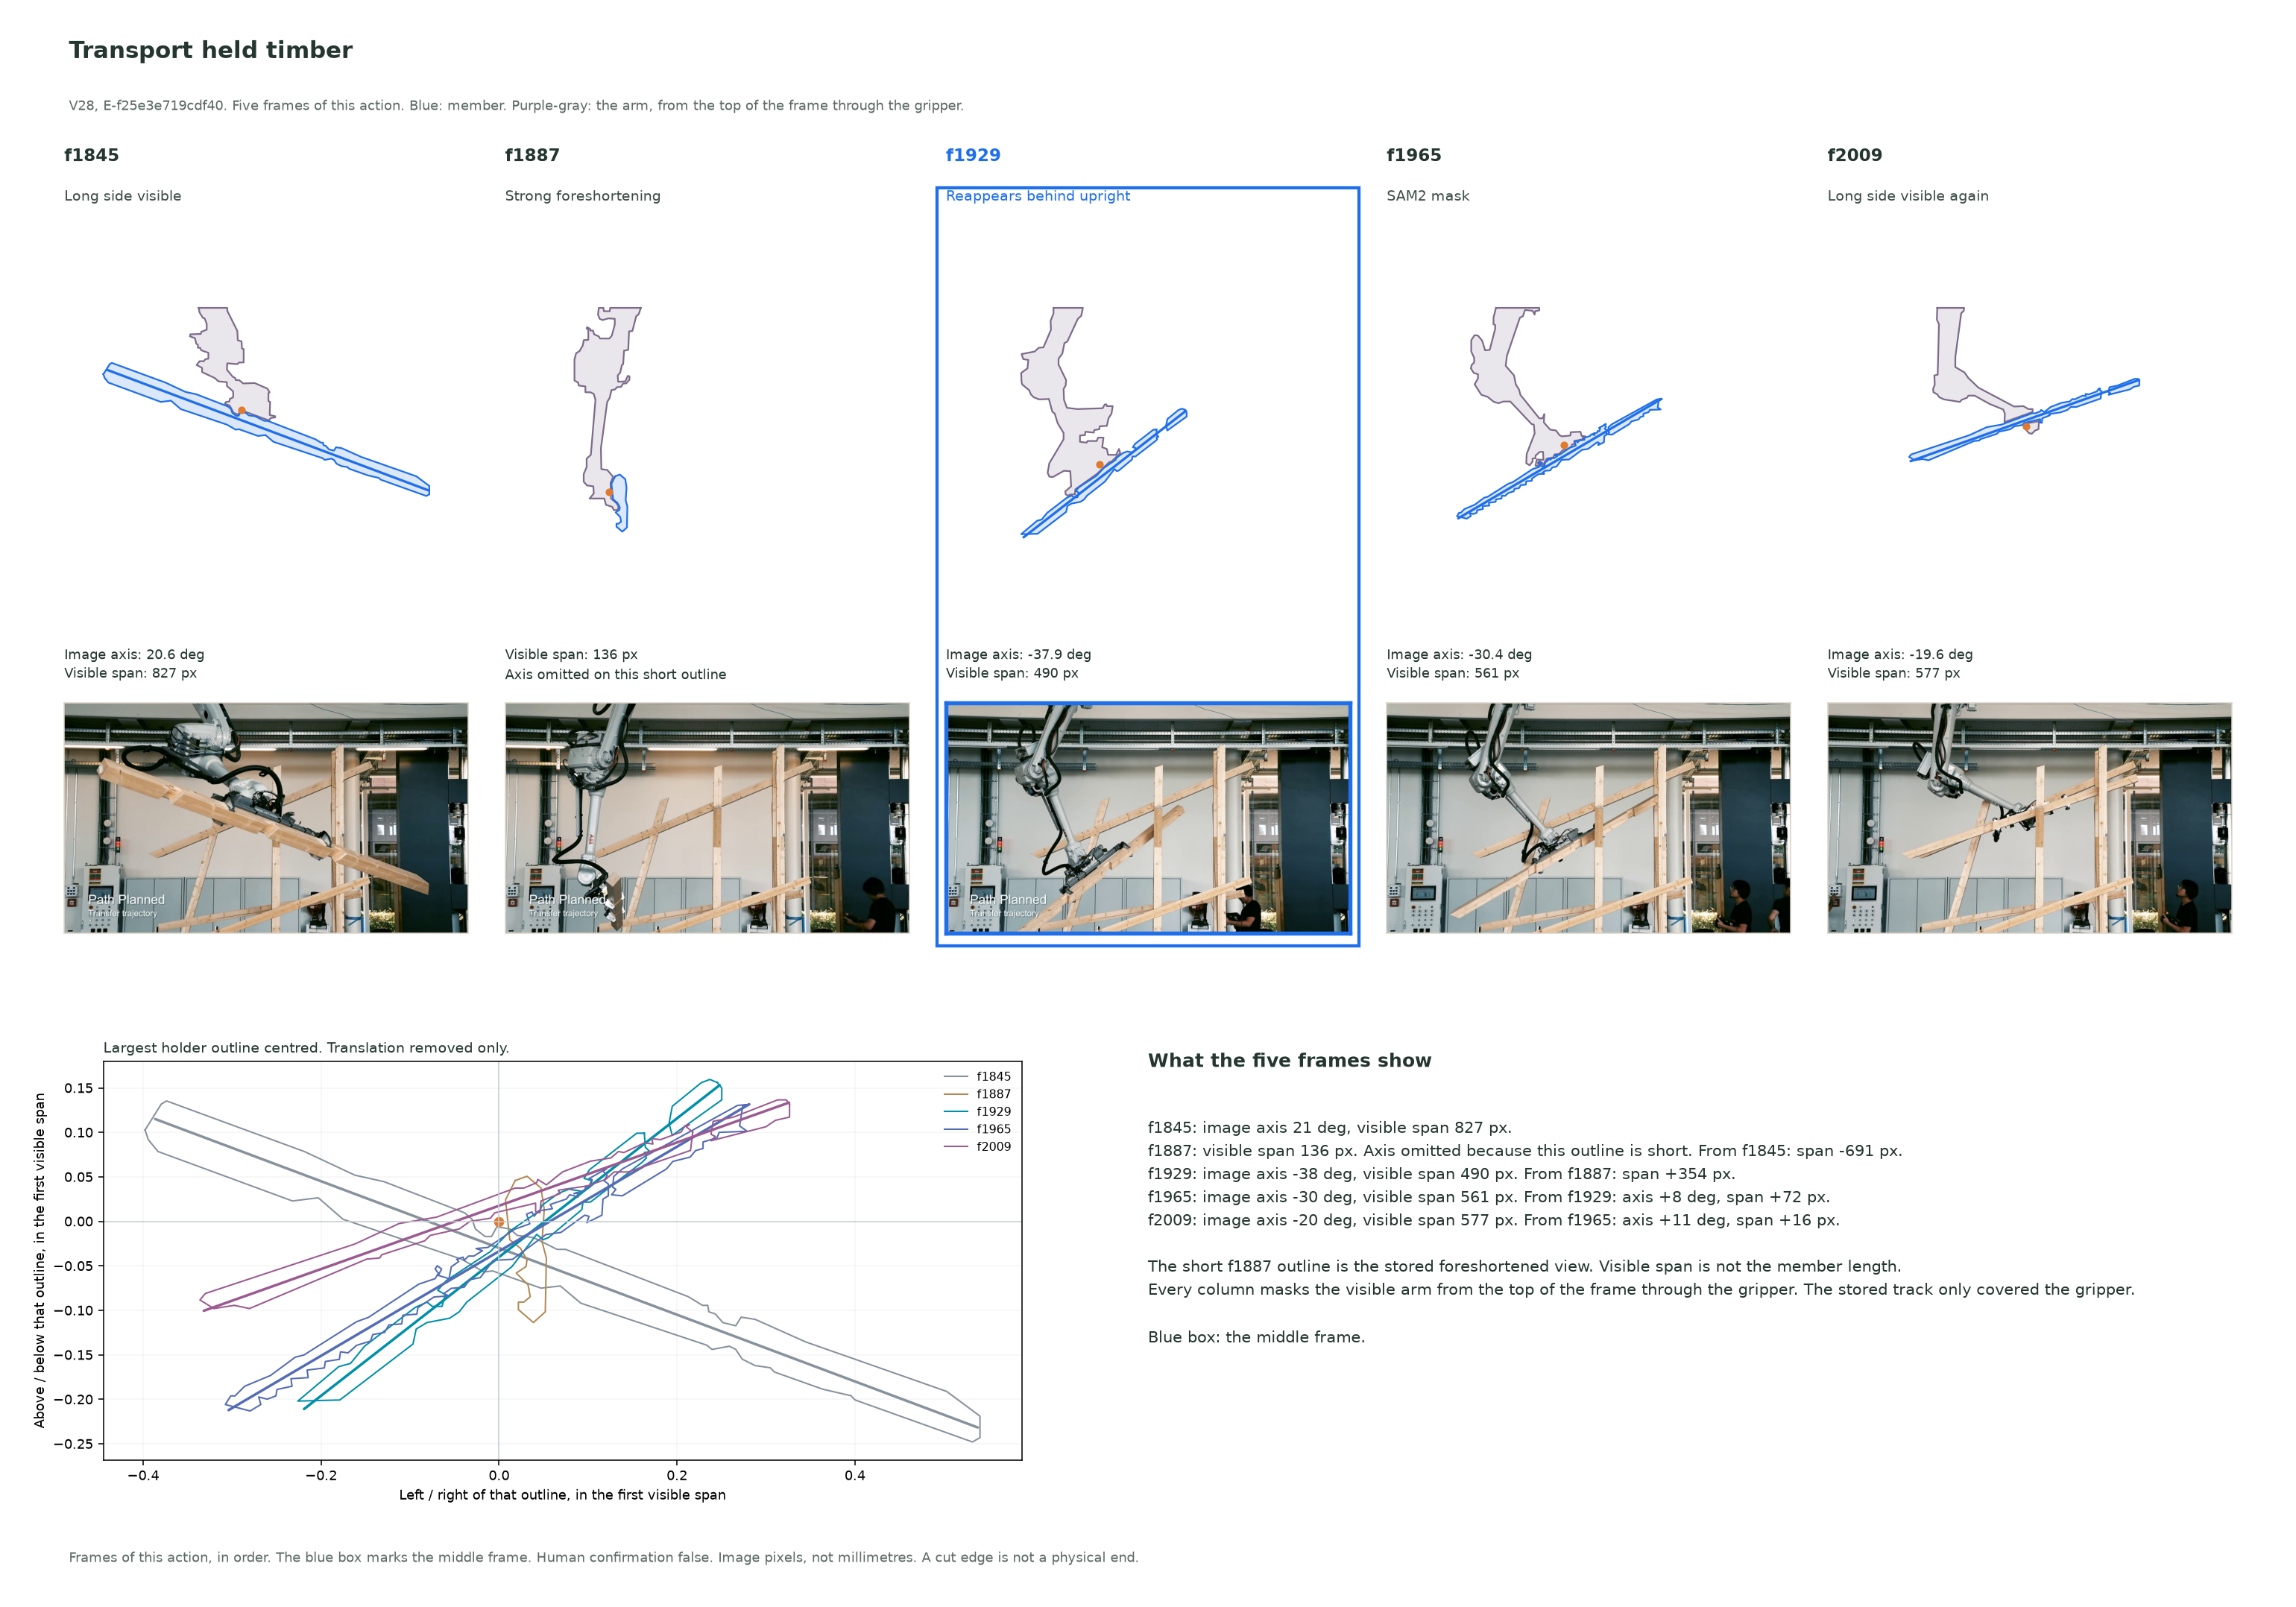 Transport held timber
V28, E-f25e3e719cdf40. Five frames of this action. Blue: member. Purple-gray: the arm, from the top of the frame through the gripper.
f1845
Long side visible
f1887
Strong foreshortening
f1929
Reappears behind upright
f1965
SAM2 mask
f2009
Long side visible again
Image axis: 20.6 deg
Visible span: 827 px
Visible span: 136 px
Axis omitted on this short outline
Image axis: -37.9 deg
Visible span: 490 px
Image axis: -30.4 deg
Visible span: 561 px
Image axis: -19.6 deg
Visible span: 577 px
Path Planned
Transfer trajectory
Path Planned
Transfer trajectory
Path Planned
Transfer trajectory
Largest holder outline centred. Translation removed only.
f1845
f1887
f1929
f1965
f2009
0.15
0.10
0.05
0.00
−0.05
−0.10
−0.15
−0.20
−0.25
−0.4
−0.2
0.0
0.2
0.4
Above / below that outline, in the first visible span
Left / right of that outline, in the first visible span
What the five frames show
f1845: image axis 21 deg, visible span 827 px.
f1887: visible span 136 px. Axis omitted because this outline is short. From f1845: span -691 px.
f1929: image axis -38 deg, visible span 490 px. From f1887: span +354 px.
f1965: image axis -30 deg, visible span 561 px. From f1929: axis +8 deg, span +72 px.
f2009: image axis -20 deg, visible span 577 px. From f1965: axis +11 deg, span +16 px.
The short f1887 outline is the stored foreshortened view. Visible span is not the member length.
Every column masks the visible arm from the top of the frame through the gripper. The stored track only covered the gripper.
Blue box: the middle frame.
Frames of this action, in order. The blue box marks the middle frame. Human confirmation false. Image pixels, not millimetres. A cut edge is not a physical end.